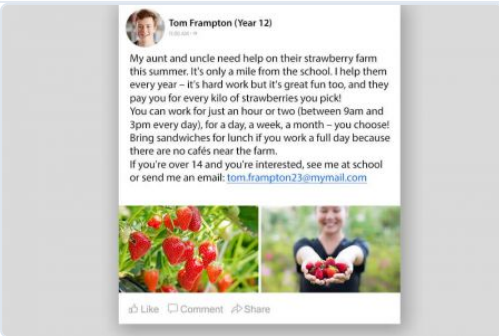 Tom Frampton (Year 12)
My aunt and uncle need help on their strawberry farm
this summer. It's only a mile from the school. I help them
every year – it's hard work but it's great fun too, and they
pay you for every kilo of strawberries you pick!
You can work for just an hour or two (between 9am and
3pm every day), for a day, a week, a month – you choose!
Bring sandwiches for lunch if you work a full day because
there are no cafés near the farm.
If you're over 14 and you're interested, see me at school
or send me an email: tom.frampton23@mymail.com
Like Comment Share